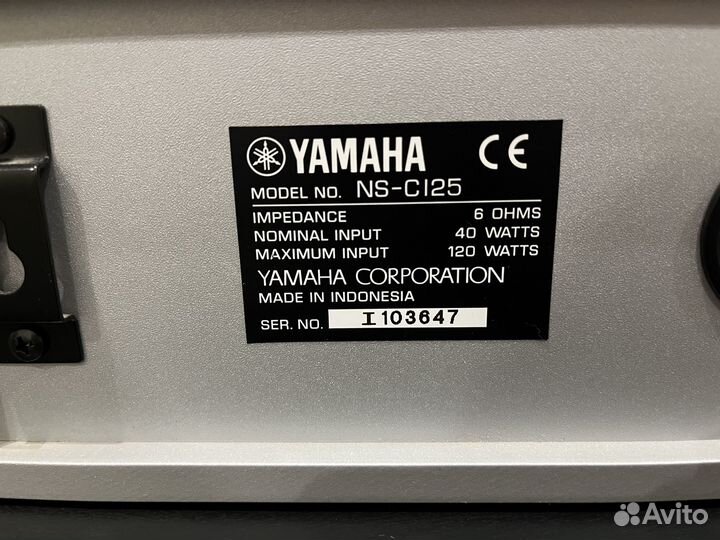 YAMAHA CE
MODEL NO. NS-C125
IMPEDANCE 6 OHMS
NOMINAL INPUT 40 WATTS
MAXIMUM INPUT 120 WATTS
YAMAHA CORPORATION
MADE IN INDONESIA
SER. NO. I103647
Avito